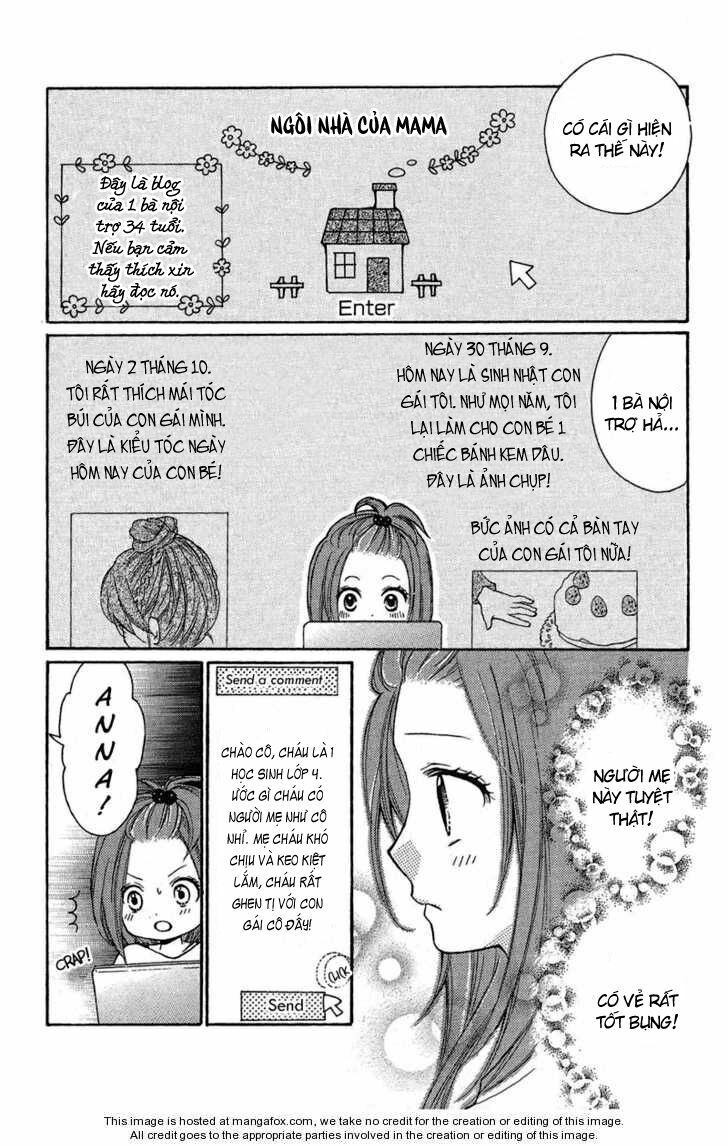 CÓ CÁI GÌ HIỆN
RA THẾ NÀY!
NGÔI NHÀ CỦA MAMA
Đây là blog
của 1 bà nội
trợ 34 tuổi.
Nếu bạn cảm
thấy thích xin
hãy đọc nó.
Enter
1 BÀ NỘI
TRỢ HẢ...
NGÀY 30 THÁNG 9.
HÔM NAY LÀ SINH NHẬT CON
GÁI TÔI. NHƯ MỌI NĂM, TÔI
LẠI LÀM CHO CON BÉ 1
CHIẾC BÁNH KEM DÂU.
ĐÂY LÀ ẢNH CHỤP!
BỨC ẢNH CÓ CẢ BÀN TAY
CỦA CON GÁI TÔI NỮA!
NGÀY 2 THÁNG 10.
TÔI RẤT THÍCH MÁI TÓC
BÚI CỦA CON GÁI MÌNH.
ĐÂY LÀ KIỂU TÓC NGÀY
HÔM NAY CỦA CON BÉ!
NGƯỜI MẸ
NÀY TUYỆT
THẬT!
CÓ VẺ RẤT
TỐT BỤNG!
Send a comment
CHÀO CÔ, CHÁU LÀ 1
HỌC SINH LỚP 4.
ƯỚC GÌ CHÁU CÓ
NGƯỜI MẸ NHƯ CÔ
NHỈ. MẸ CHÁU KHÓ
CHỊU VÀ KEO KIỆT
LẮM, CHÁU RẤT
GHEN TỊ VỚI CON
GÁI CÔ ĐẤY!
CLICK
Send
ANNA!
CRAP!
This image is hosted at mangafox.com, we take no credit for the creation or editing of this image.
All credit goes to the appropriate parties involved in the creation or editing of this image.